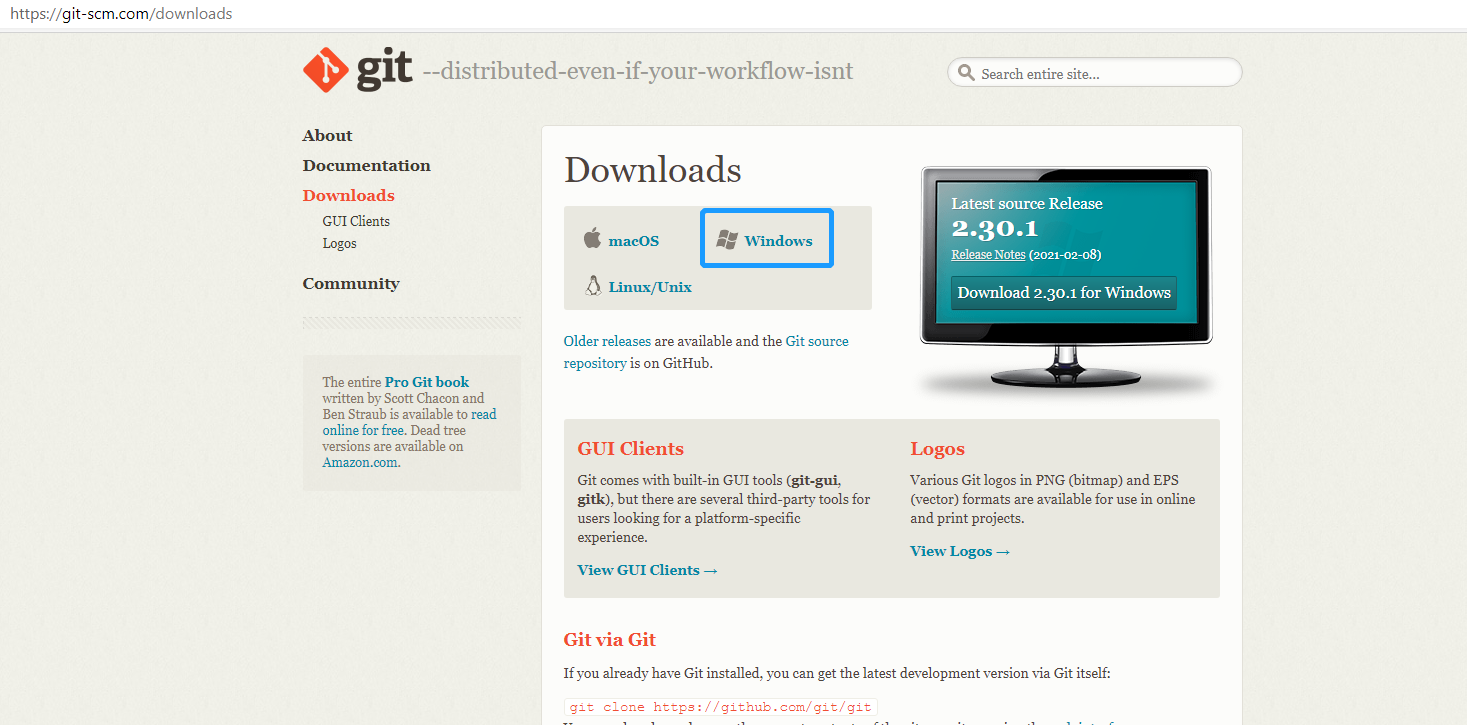 https://git-scm.com/downloads
git --distributed-even-if-your-workflow-isnt
Search entire site...
About
Documentation
Downloads
GUI Clients
Logos
Community
The entire Pro Git book
written by Scott Chacon and
Ben Straub is available to read
online for free. Dead tree
versions are available on
Amazon.com.
Downloads
macOS
Windows
Linux/Unix
Older releases are available and the Git source
repository is on GitHub.
Latest source Release
2.30.1
Release Notes (2021-02-08)
Download 2.30.1 for Windows
GUI Clients
Git comes with built-in GUI tools (git-gui,
gitk), but there are several third-party tools for
users looking for a platform-specific
experience.
View GUI Clients →
Logos
Various Git logos in PNG (bitmap) and EPS
(vector) formats are available for use in online
and print projects.
View Logos →
Git via Git
If you already have Git installed, you can get the latest development version via Git itself:
git clone https://github.com/git/git